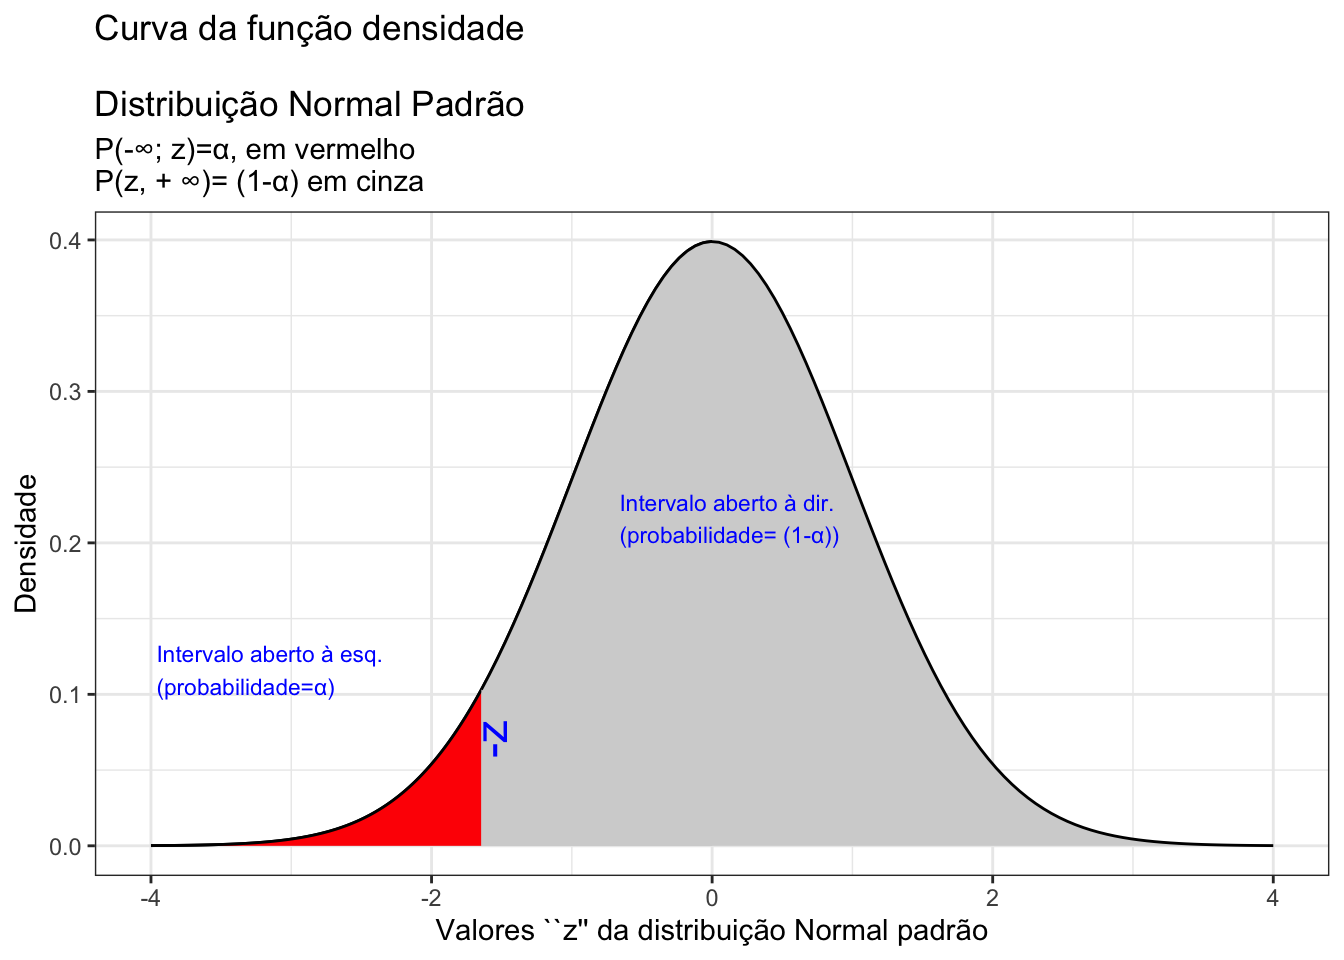 Curva da função densidade
Distribuição Normal Padrão
P(-∞; z)=α, em vermelho
P(z, + ∞)= (1-α) em cinza
0.4
0.3
0.2
0.1
0.0
Densidade
Intervalo aberto à dir.
(probabilidade= (1-α))
Intervalo aberto à esq.
(probabilidade=α)
-z
-4
-2
0
2
4
Valores ``z'' da distribuição Normal padrão